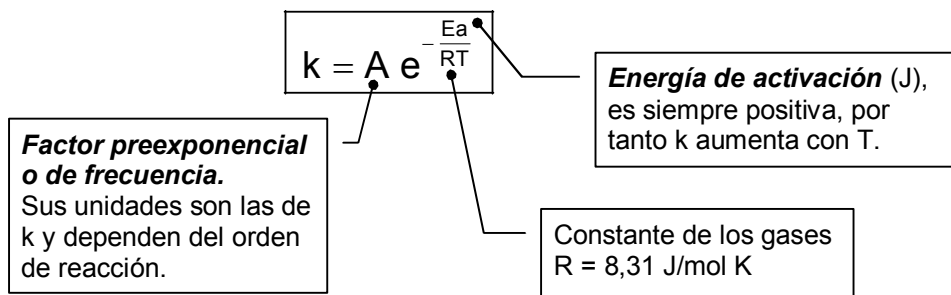 k = A e^{-\frac{Ea}{RT}}
Energía de activación (J),
es siempre positiva, por
tanto k aumenta con T.
Factor preexponencial
o de frecuencia.
Sus unidades son las de
k y dependen del orden
de reacción.
Constante de los gases
R = 8,31 J/mol K